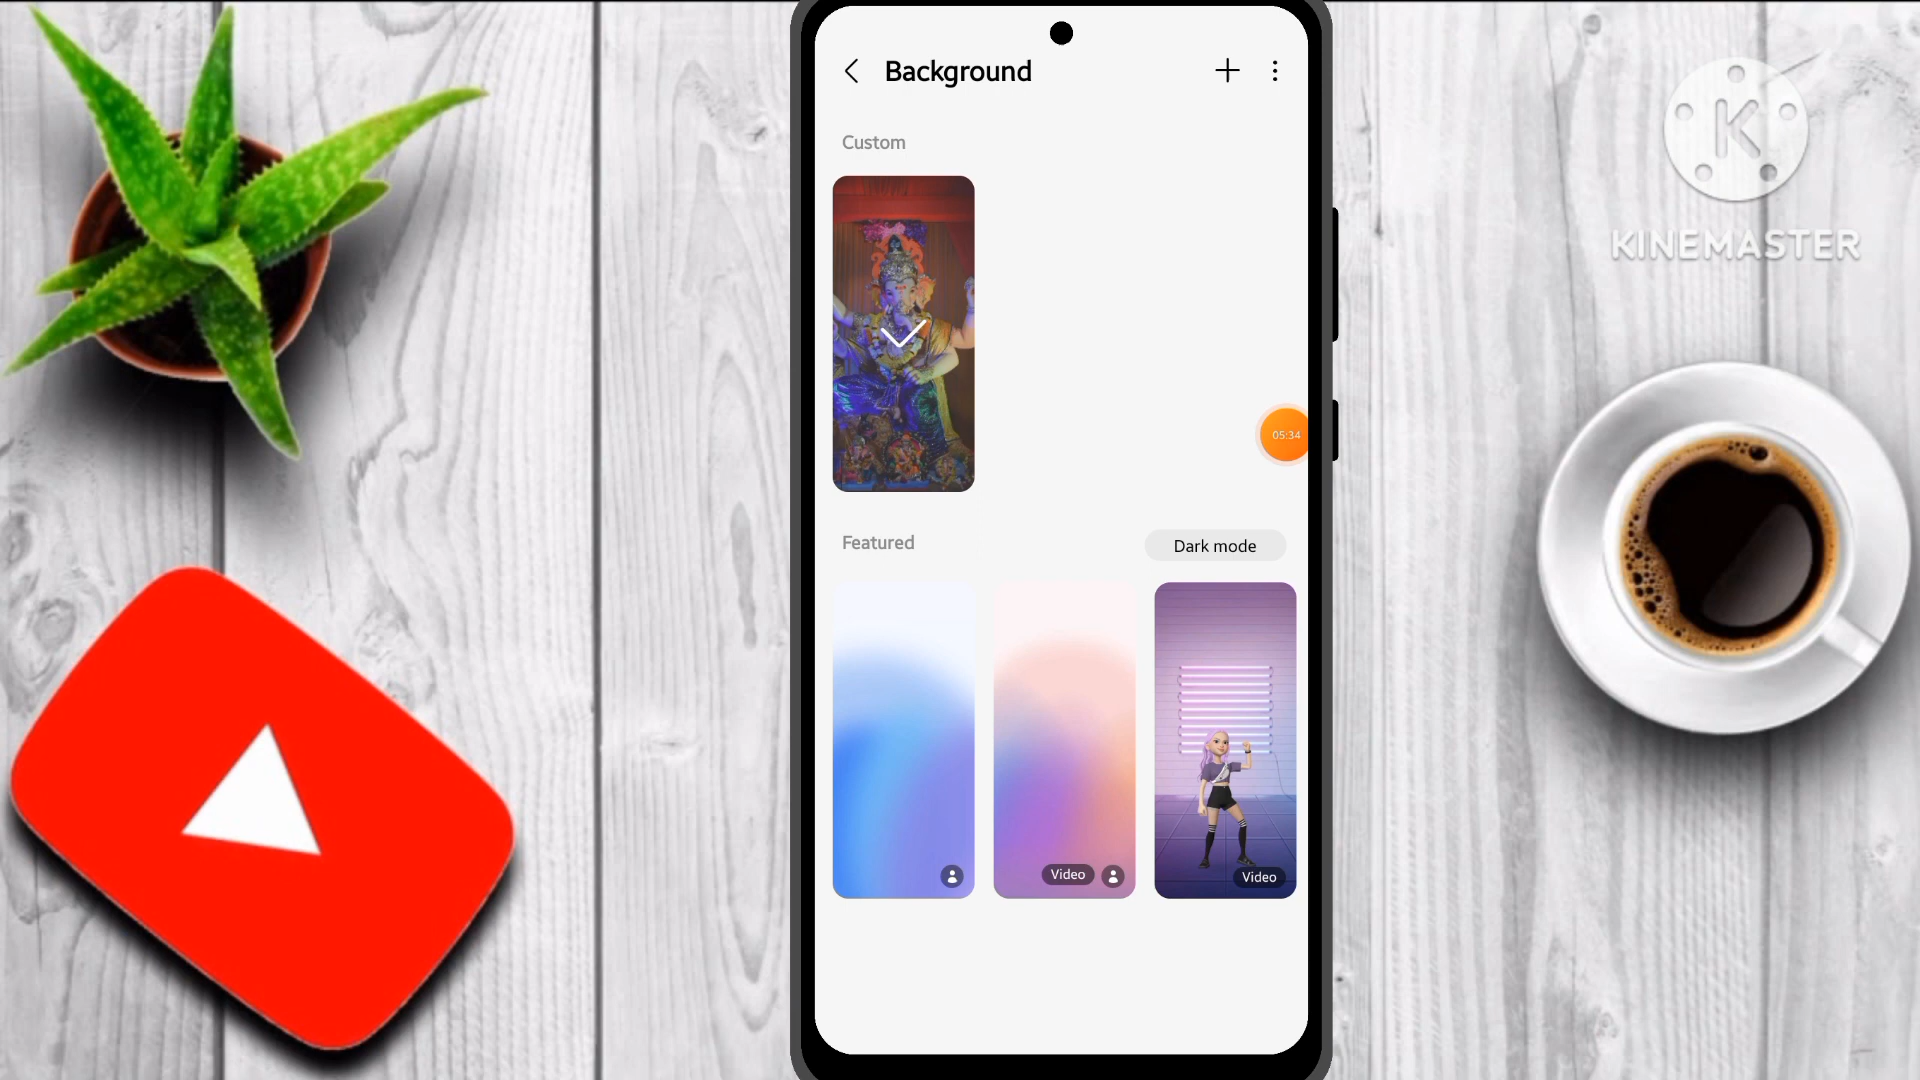 Background
Custom
05:34
Featured
Dark mode
Video
Video
K
KINEMASTER